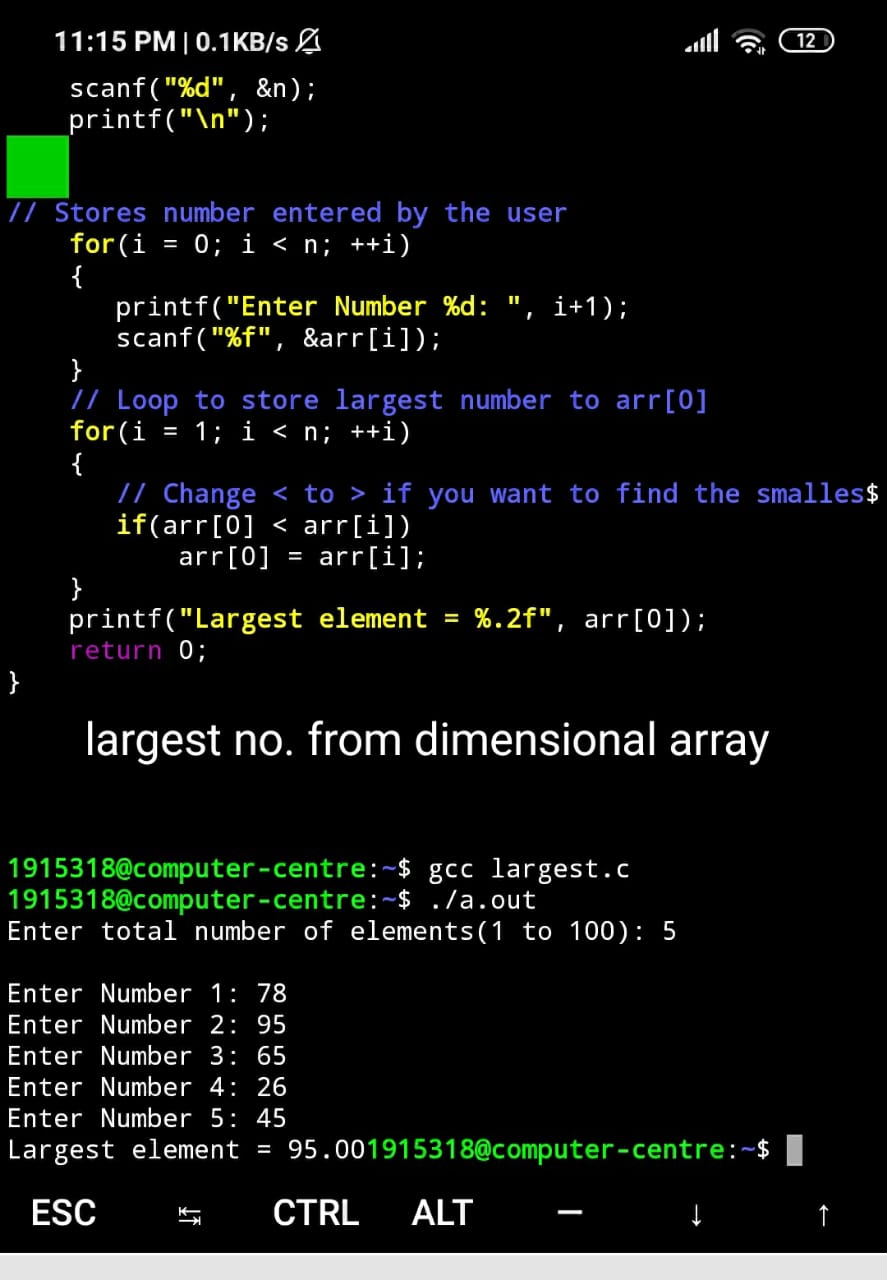 11:15 PM | 0.1KB/s
12
scanf("%d", &n);
printf("\n");
// Stores number entered by the user
for(i = 0; i < n; ++i)
{
printf("Enter Number %d: ", i+1);
scanf("%f", &arr[i]);
}
// Loop to store largest number to arr[0]
for(i = 1; i < n; ++i)
{
// Change < to > if you want to find the smalles$
if(arr[0] < arr[i])
arr[0] = arr[i];
}
printf("Largest element = %.2f", arr[0]);
return 0;
}
largest no. from dimensional array
1915318@computer-centre:~$ gcc largest.c
1915318@computer-centre:~$ ./a.out
Enter total number of elements(1 to 100): 5
Enter Number 1: 78
Enter Number 2: 95
Enter Number 3: 65
Enter Number 4: 26
Enter Number 5: 45
Largest element = 95.001915318@computer-centre:~$
ESC ↹ CTRL ALT — ↓ ↑